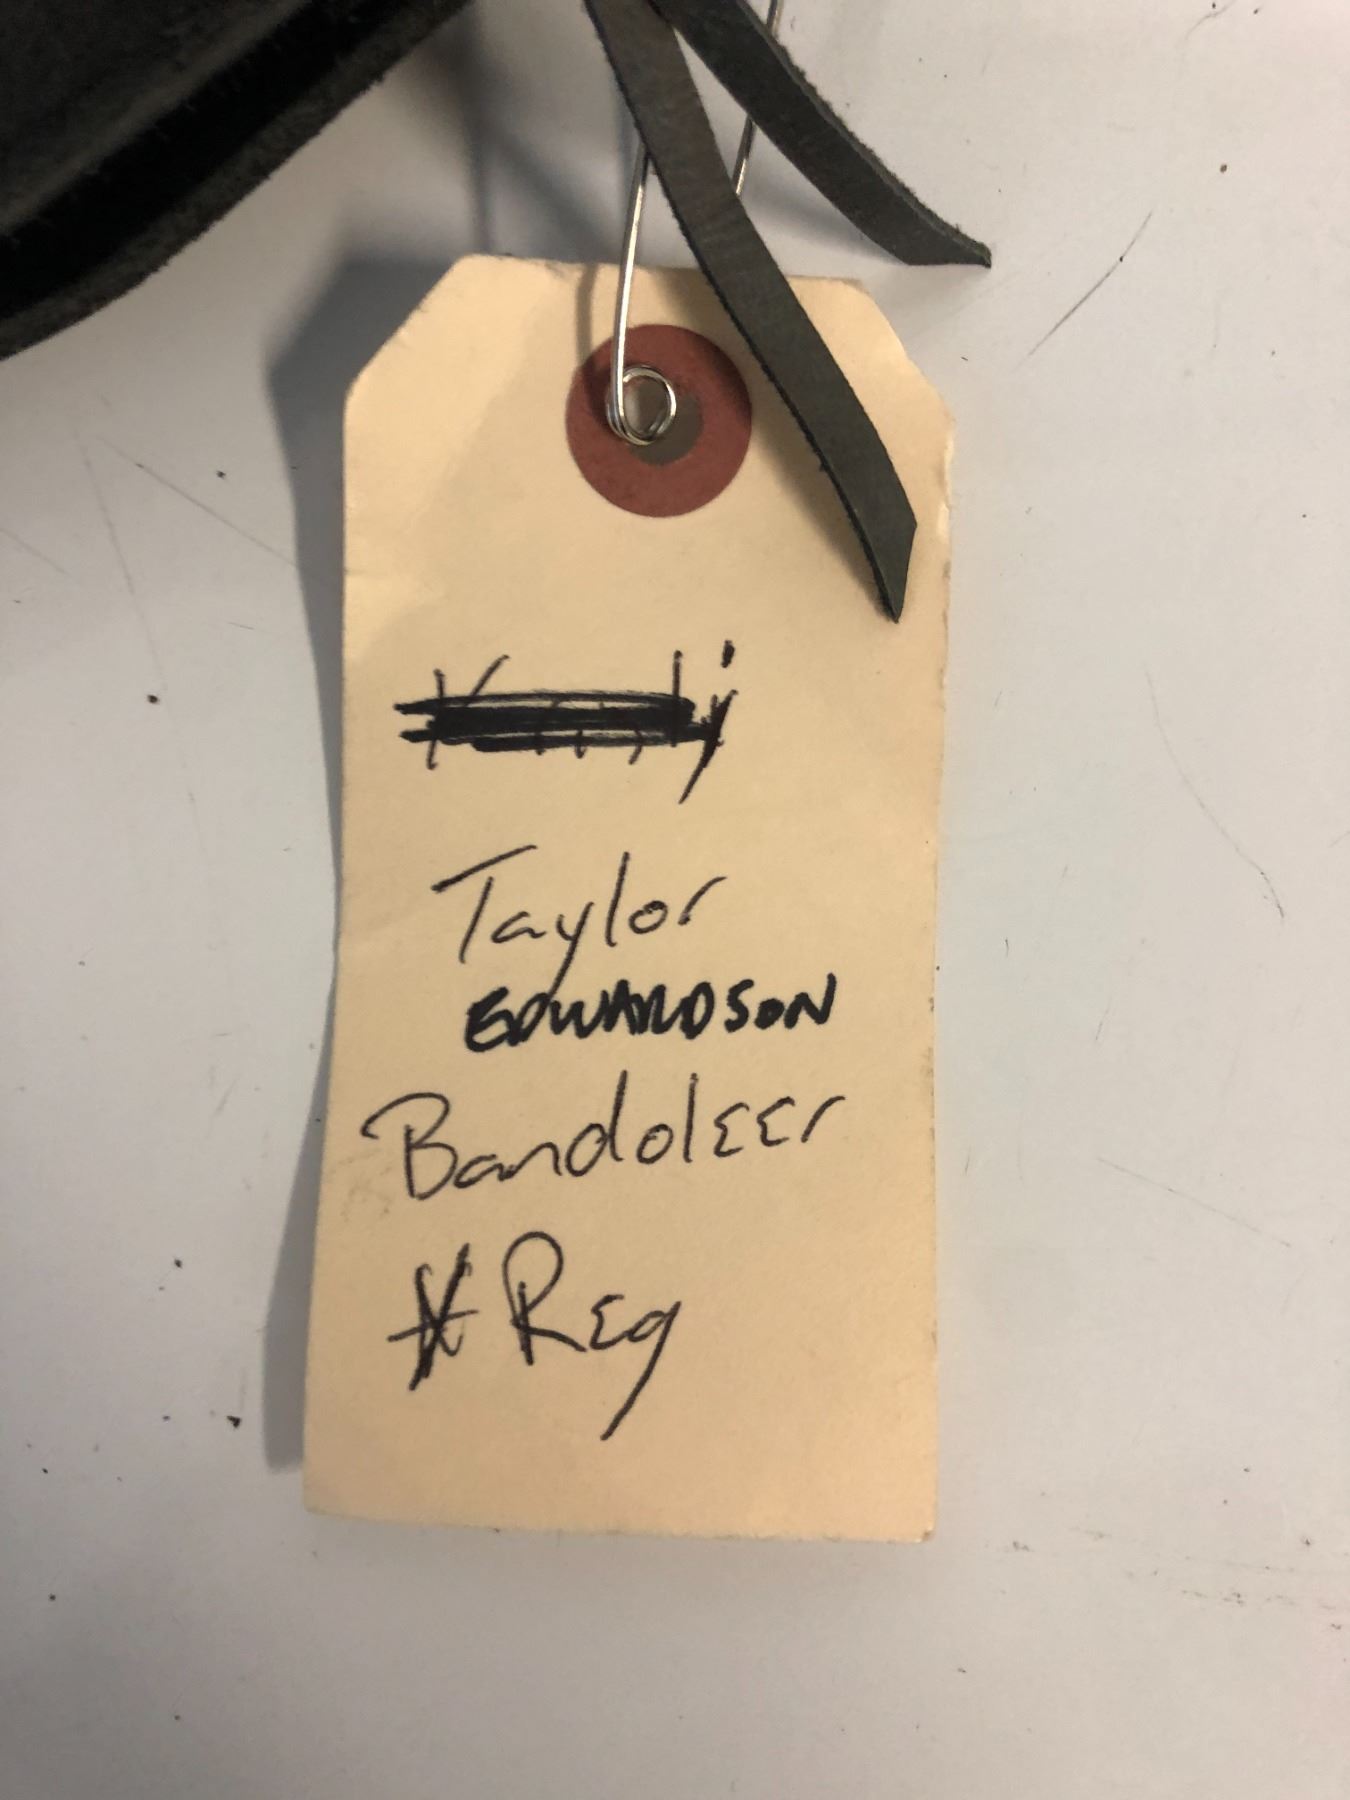 Taylor
EDWARDSON
Bandoleer
* Reg